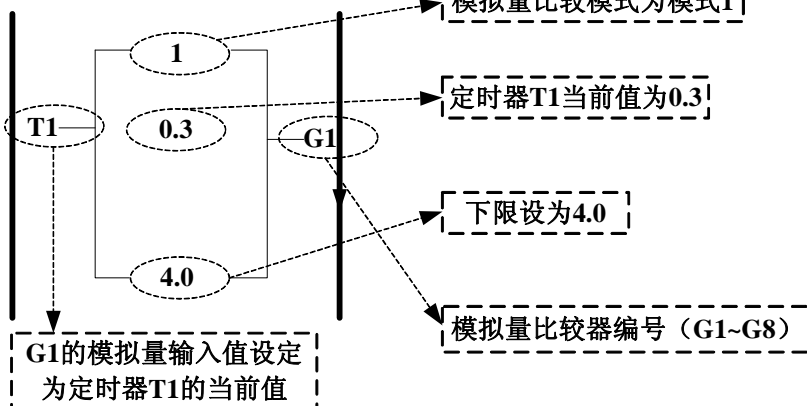 模拟量比较模式为模式1
1
定时器T1当前值为0.3
T1
0.3
G1
下限设为4.0
4.0
模拟量比较器编号（G1~G8）
G1的模拟量输入值设定
为定时器T1的当前值